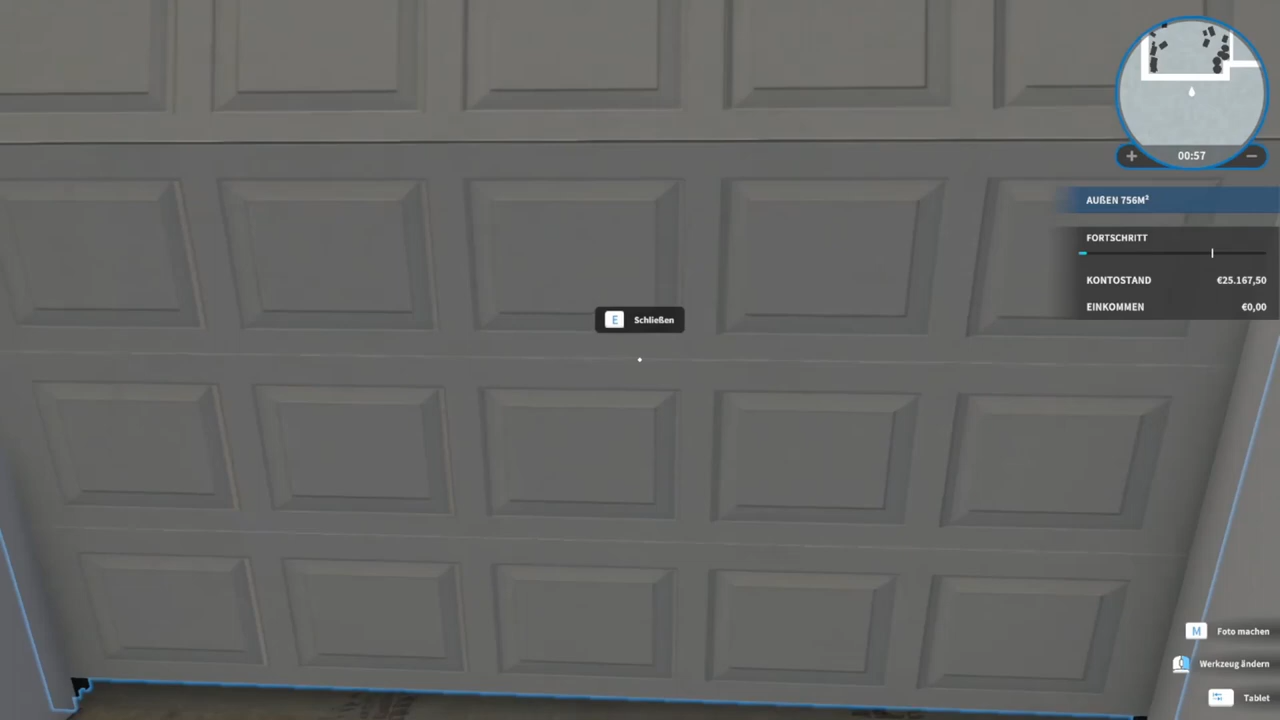 + 00:57 −
AUßEN 756M²
FORTSCHRITT
KONTOSTAND €25.167,50
EINKOMMEN €0,00
E Schließen
M Foto machen
Werkzeug ändern
Tablet